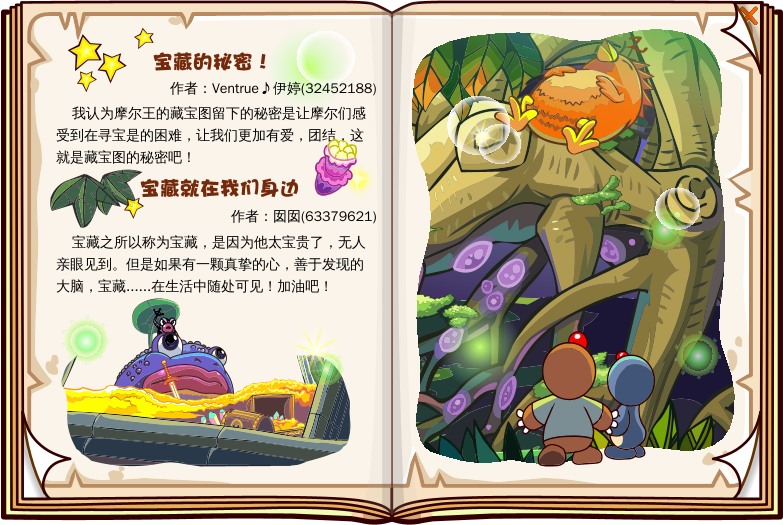 宝藏的秘密！
作者：Ventrue♪伊婷(32452188)
我认为摩尔王的藏宝图留下的秘密是让摩尔们感
受到在寻宝是的困难，让我们更加有爱，团结，这
就是藏宝图的秘密吧！
宝藏就在我们身边
作者：囡囡(63379621)
宝藏之所以称为宝藏，是因为他太宝贵了，无人
亲眼见到。但是如果有一颗真挚的心，善于发现的
大脑，宝藏......在生活中随处可见！加油吧！